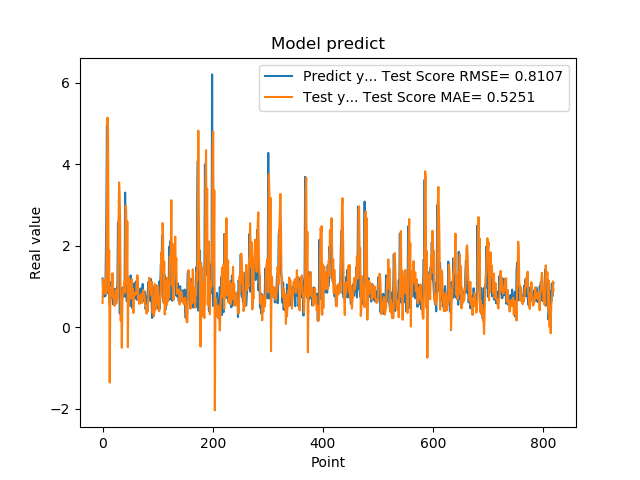 Model predict
Predict y... Test Score RMSE= 0.8107
Test y... Test Score MAE= 0.5251
Real value
6
4
2
0
−2
0 200 400 600 800
Point